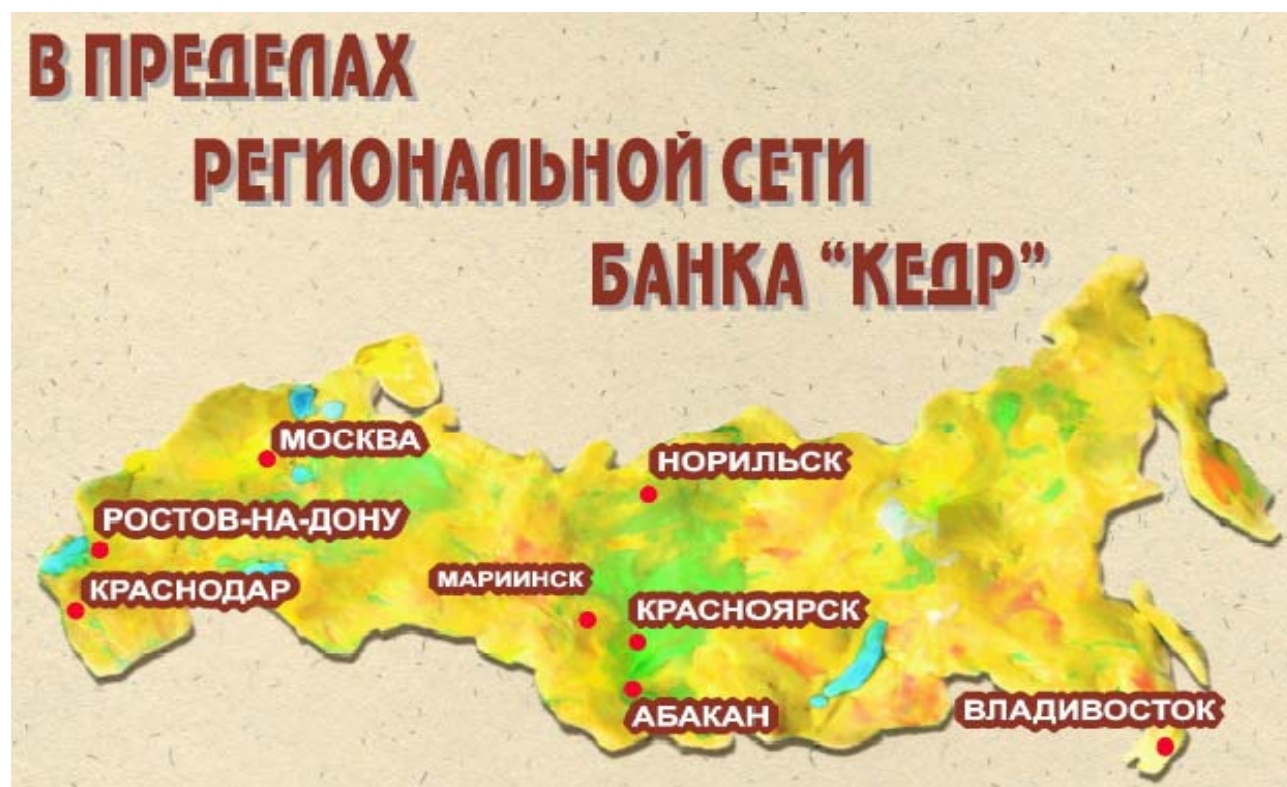 В ПРЕДЕЛАХ
РЕГИОНАЛЬНОЙ СЕТИ
БАНКА “КЕДР”
МОСКВА
НОРИЛЬСК
РОСТОВ-НА-ДОНУ
МАРИИНСК
КРАСНОДАР
КРАСНОЯРСК
АБАКАН
ВЛАДИВОСТОК